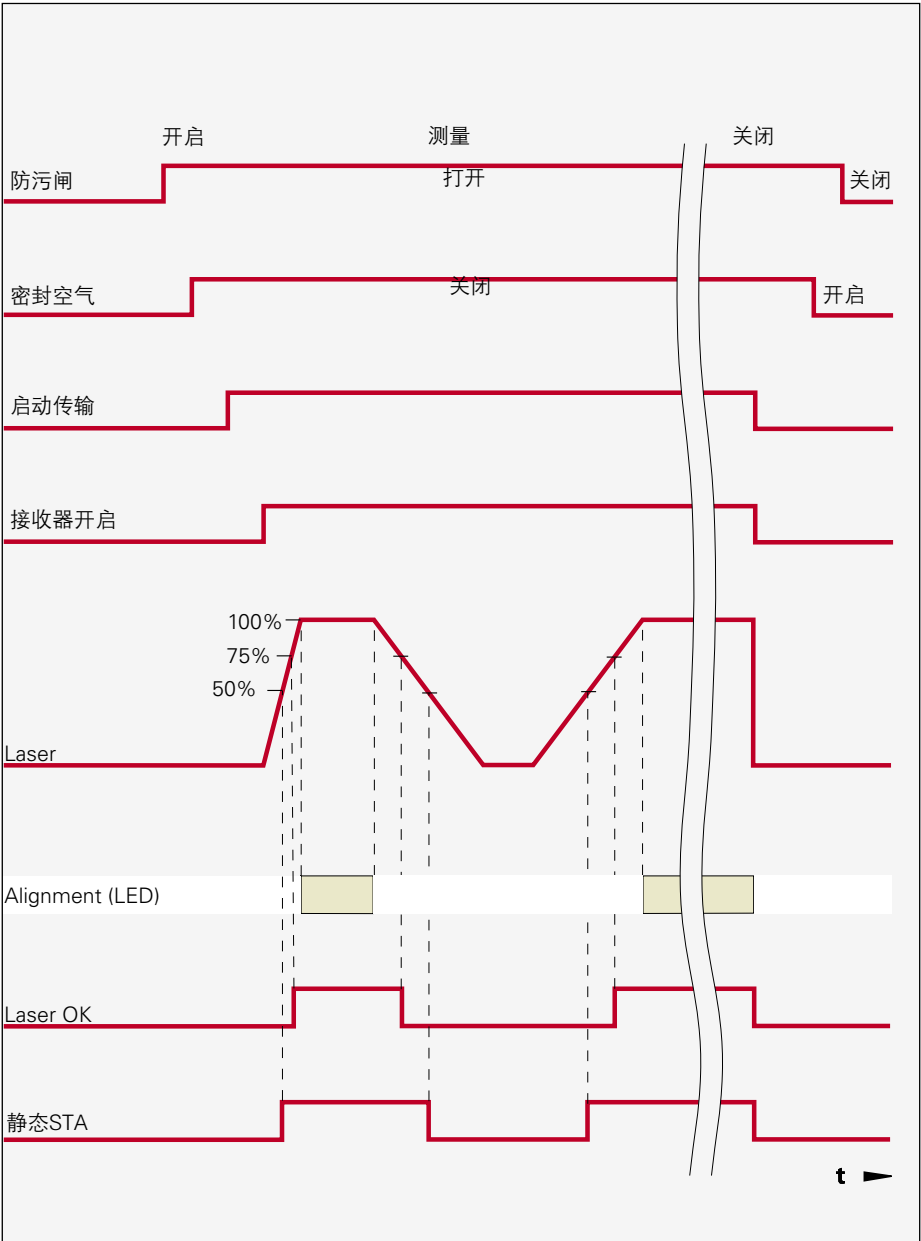 开启 测量 关闭
防污闸 打开 关闭
密封空气 关闭 开启
启动传输
接收器开启
100%
75%
50%
Laser
Alignment (LED)
Laser OK
静态STA
t